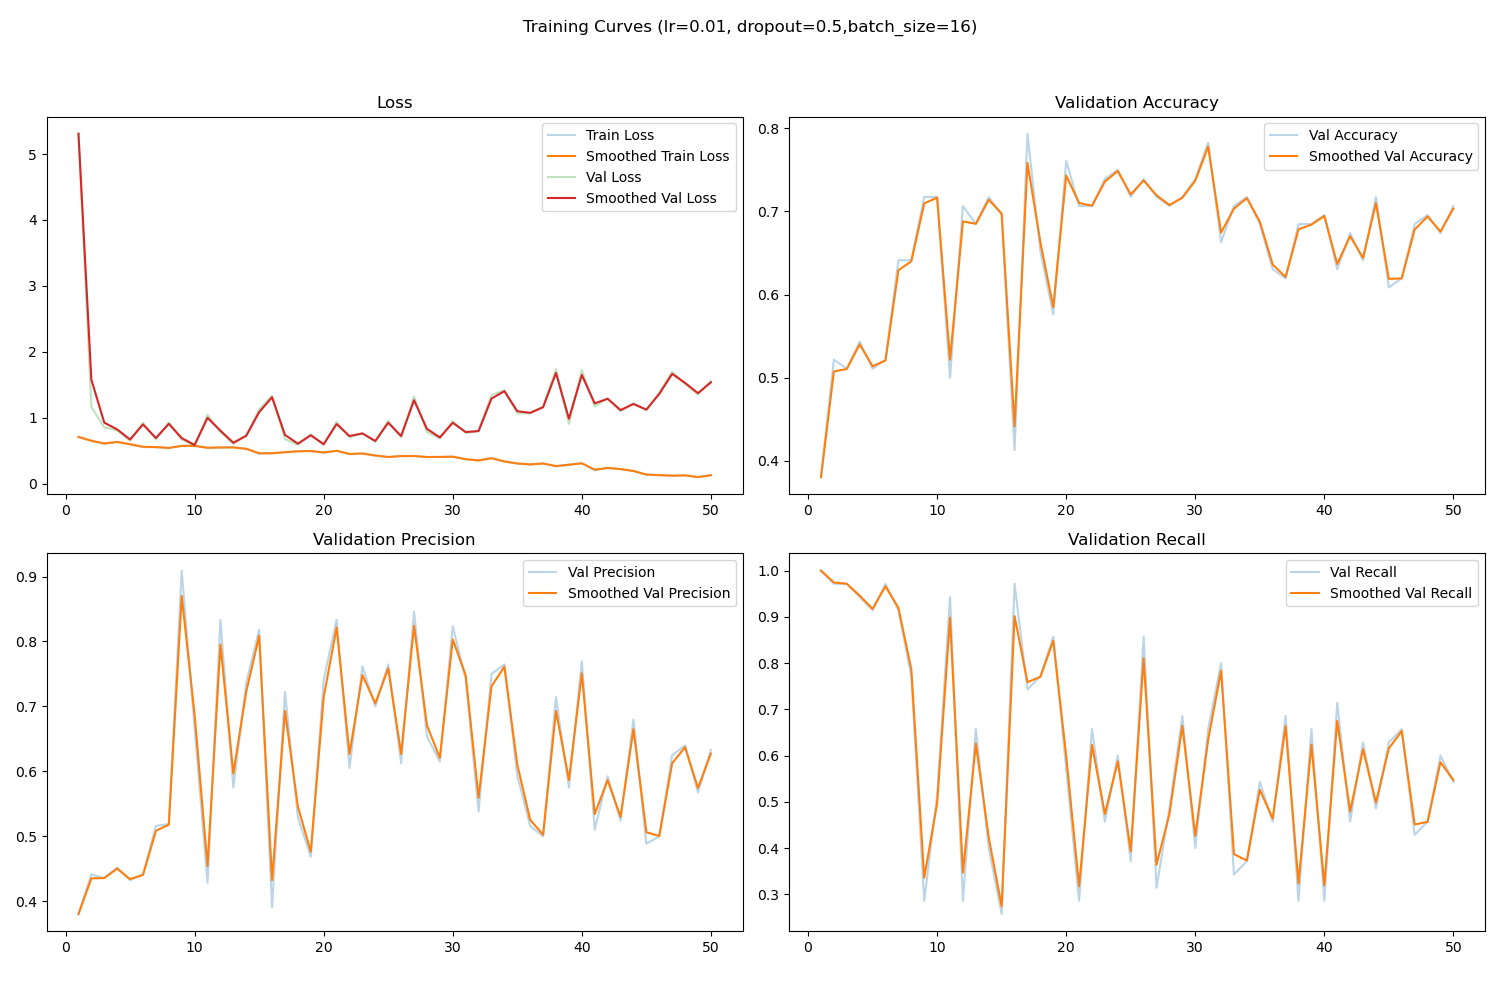 Training Curves (lr=0.01, dropout=0.5,batch_size=16)
Loss
Train Loss
Smoothed Train Loss
Val Loss
Smoothed Val Loss
5
4
3
2
1
0
0 10 20 30 40 50
Validation Accuracy
Val Accuracy
Smoothed Val Accuracy
0.8
0.7
0.6
0.5
0.4
0 10 20 30 40 50
Validation Precision
Val Precision
Smoothed Val Precision
0.9
0.8
0.7
0.6
0.5
0.4
0 10 20 30 40 50
Validation Recall
Val Recall
Smoothed Val Recall
1.0
0.9
0.8
0.7
0.6
0.5
0.4
0.3
0 10 20 30 40 50